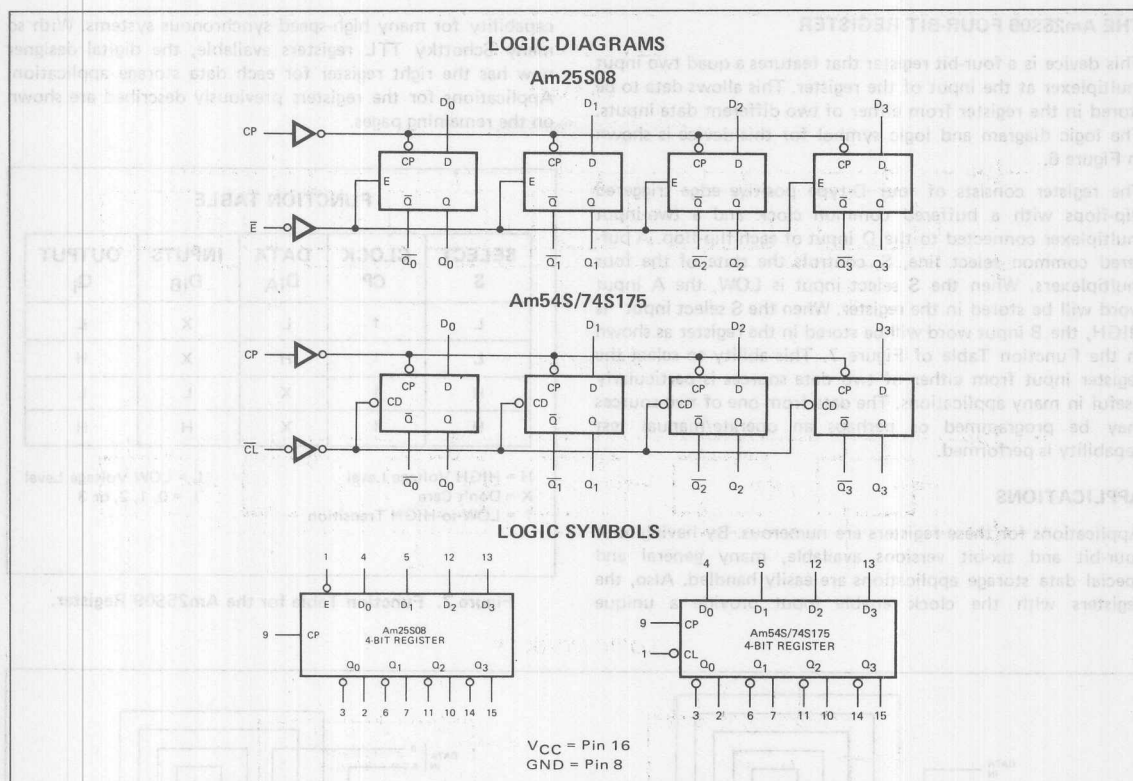 LOGIC DIAGRAMS
Am25S08
D0 D1 D2 D3
CP
CP D CP D CP D CP D
E E E E
Q̅ Q Q̅ Q Q̅ Q Q̅ Q
E̅
Q̅0 Q0 Q̅1 Q1 Q̅2 Q2 Q̅3 Q3
Am54S/74S175
D0 D1 D2 D3
CP
CP D CP D CP D CP D
CD CD CD CD
Q̅ Q Q̅ Q Q̅ Q Q̅ Q
C̅L̅
Q̅0 Q0 Q̅1 Q1 Q̅2 Q2 Q̅3 Q3
LOGIC SYMBOLS
1 4 5 12 13
E D0 D1 D2 D3
9 CP
Am25S08
4-BIT REGISTER
Q0 Q1 Q2 Q3
3 2 6 7 11 10 14 15
4 5 12 13
D0 D1 D2 D3
9 CP
Am54S/74S175
4-BIT REGISTER
1 CL
Q0 Q1 Q2 Q3
3 2 6 7 11 10 14 15
VCC = Pin 16
GND = Pin 8